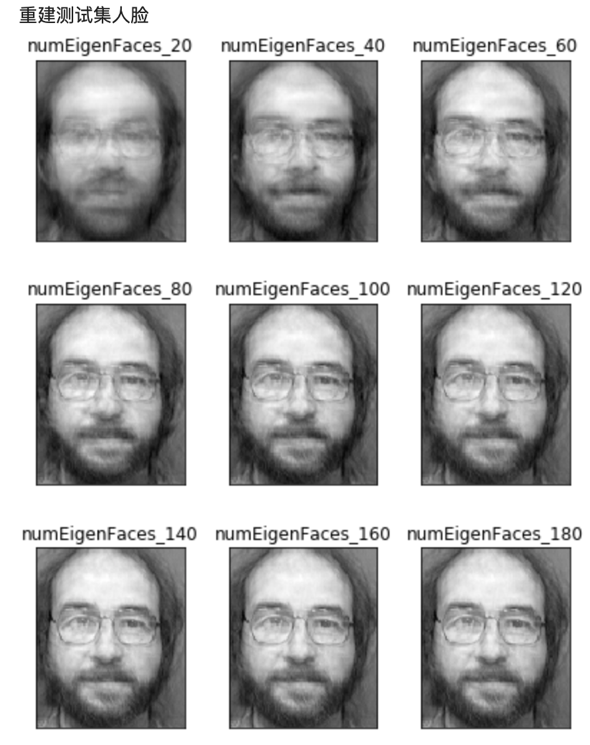 重建测试集人脸
numEigenFaces_20 numEigenFaces_40 numEigenFaces_60
numEigenFaces_80 numEigenFaces_100 numEigenFaces_120
numEigenFaces_140 numEigenFaces_160 numEigenFaces_180